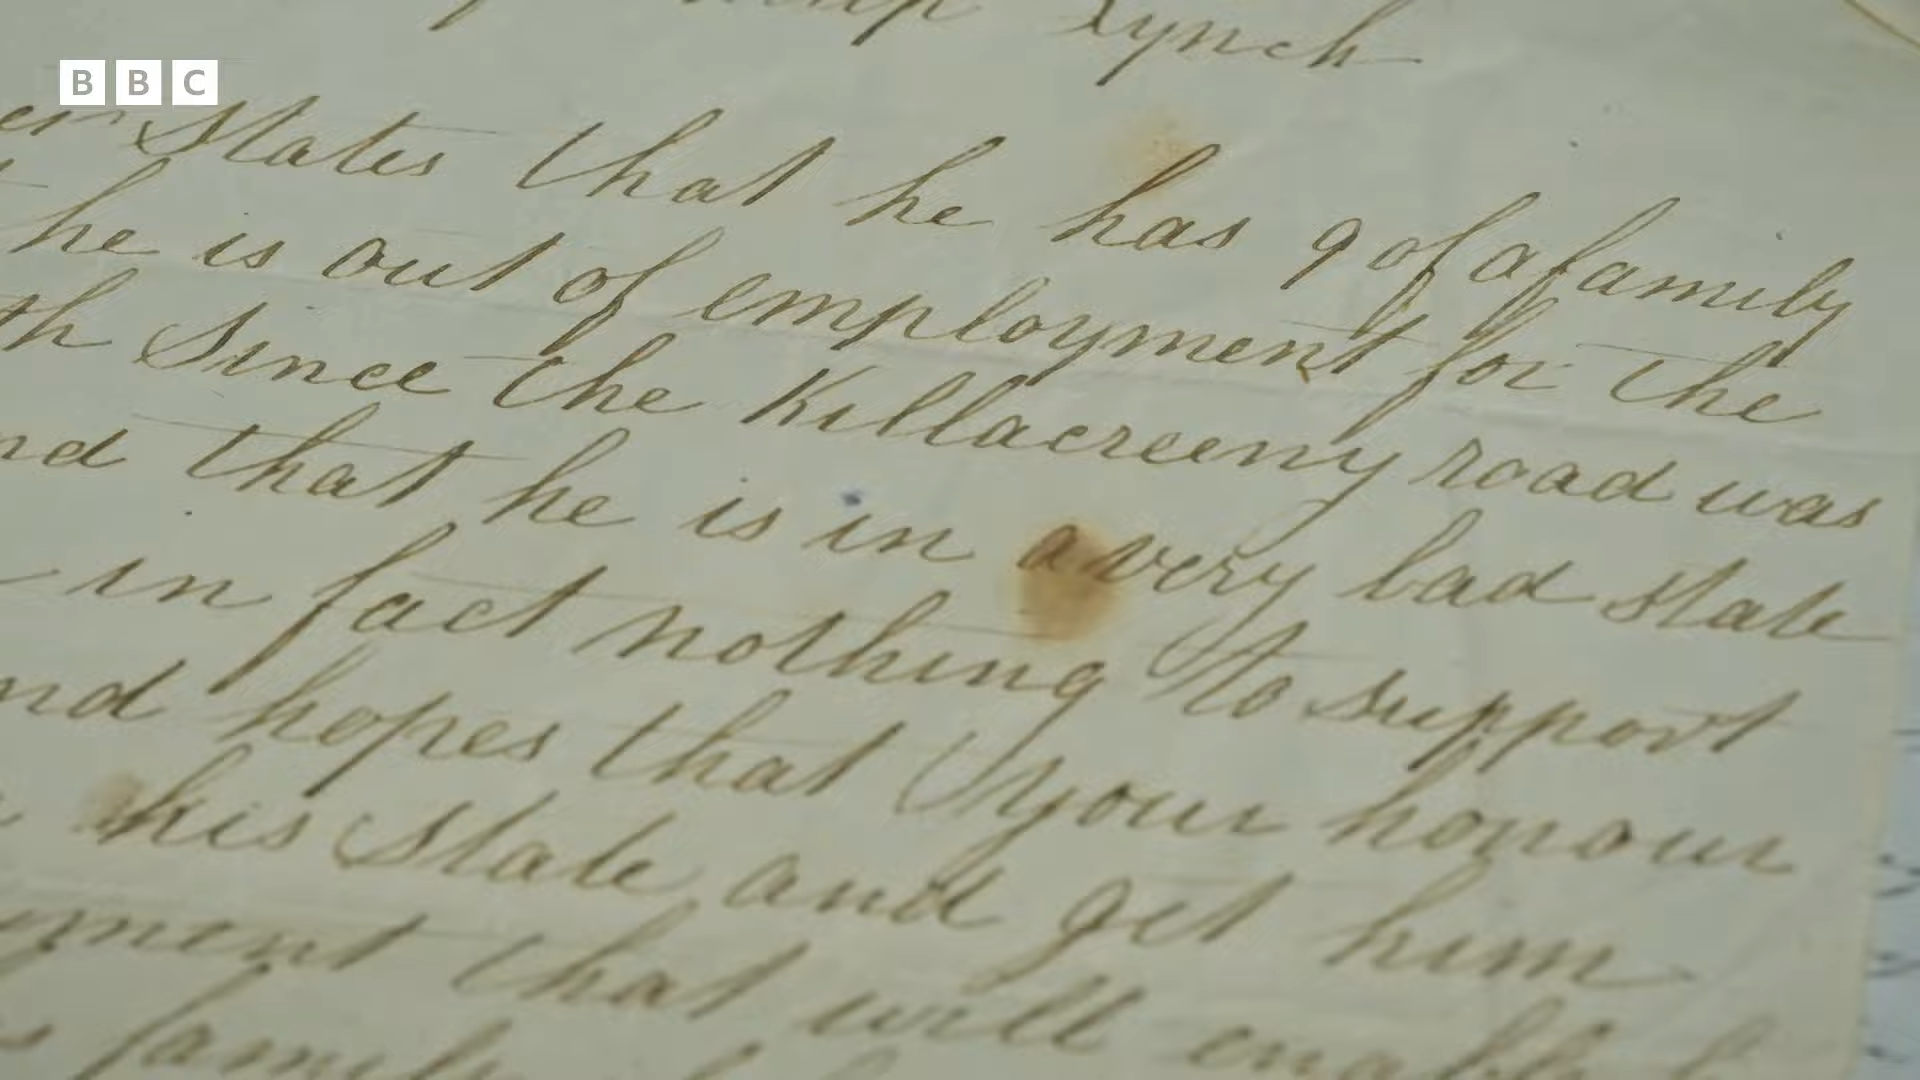 BBC
Lynch
States that he has 9 of a family
he is out of employment for the
Since the Killacreeny road was
that he is in a very bad state
in fact nothing to support
hopes that your honour
his State and get him
that will
family